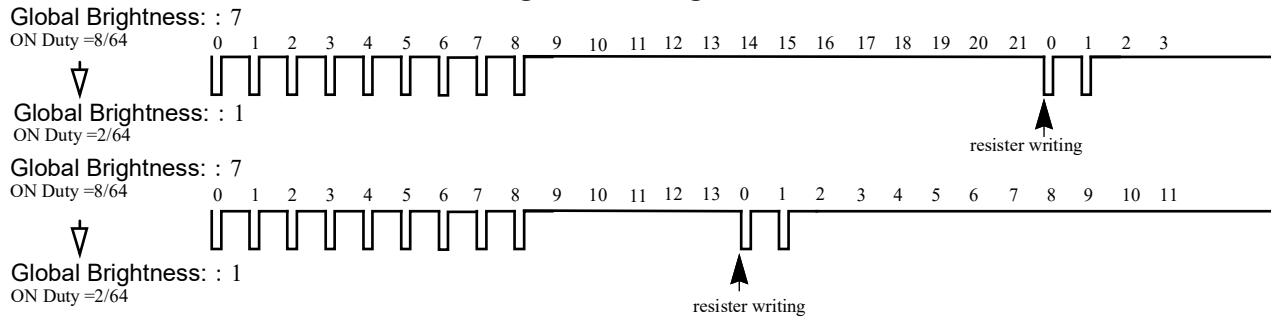 Global Brightness: : 7
ON Duty =8/64
0 1 2 3 4 5 6 7 8 9 10 11 12 13 14 15 16 17 18 19 20 21 0 1 2 3
Global Brightness: : 1
ON Duty =2/64
resister writing
Global Brightness: : 7
ON Duty =8/64
0 1 2 3 4 5 6 7 8 9 10 11 12 13 0 1 2 3 4 5 6 7 8 9 10 11
Global Brightness: : 1
ON Duty =2/64
resister writing